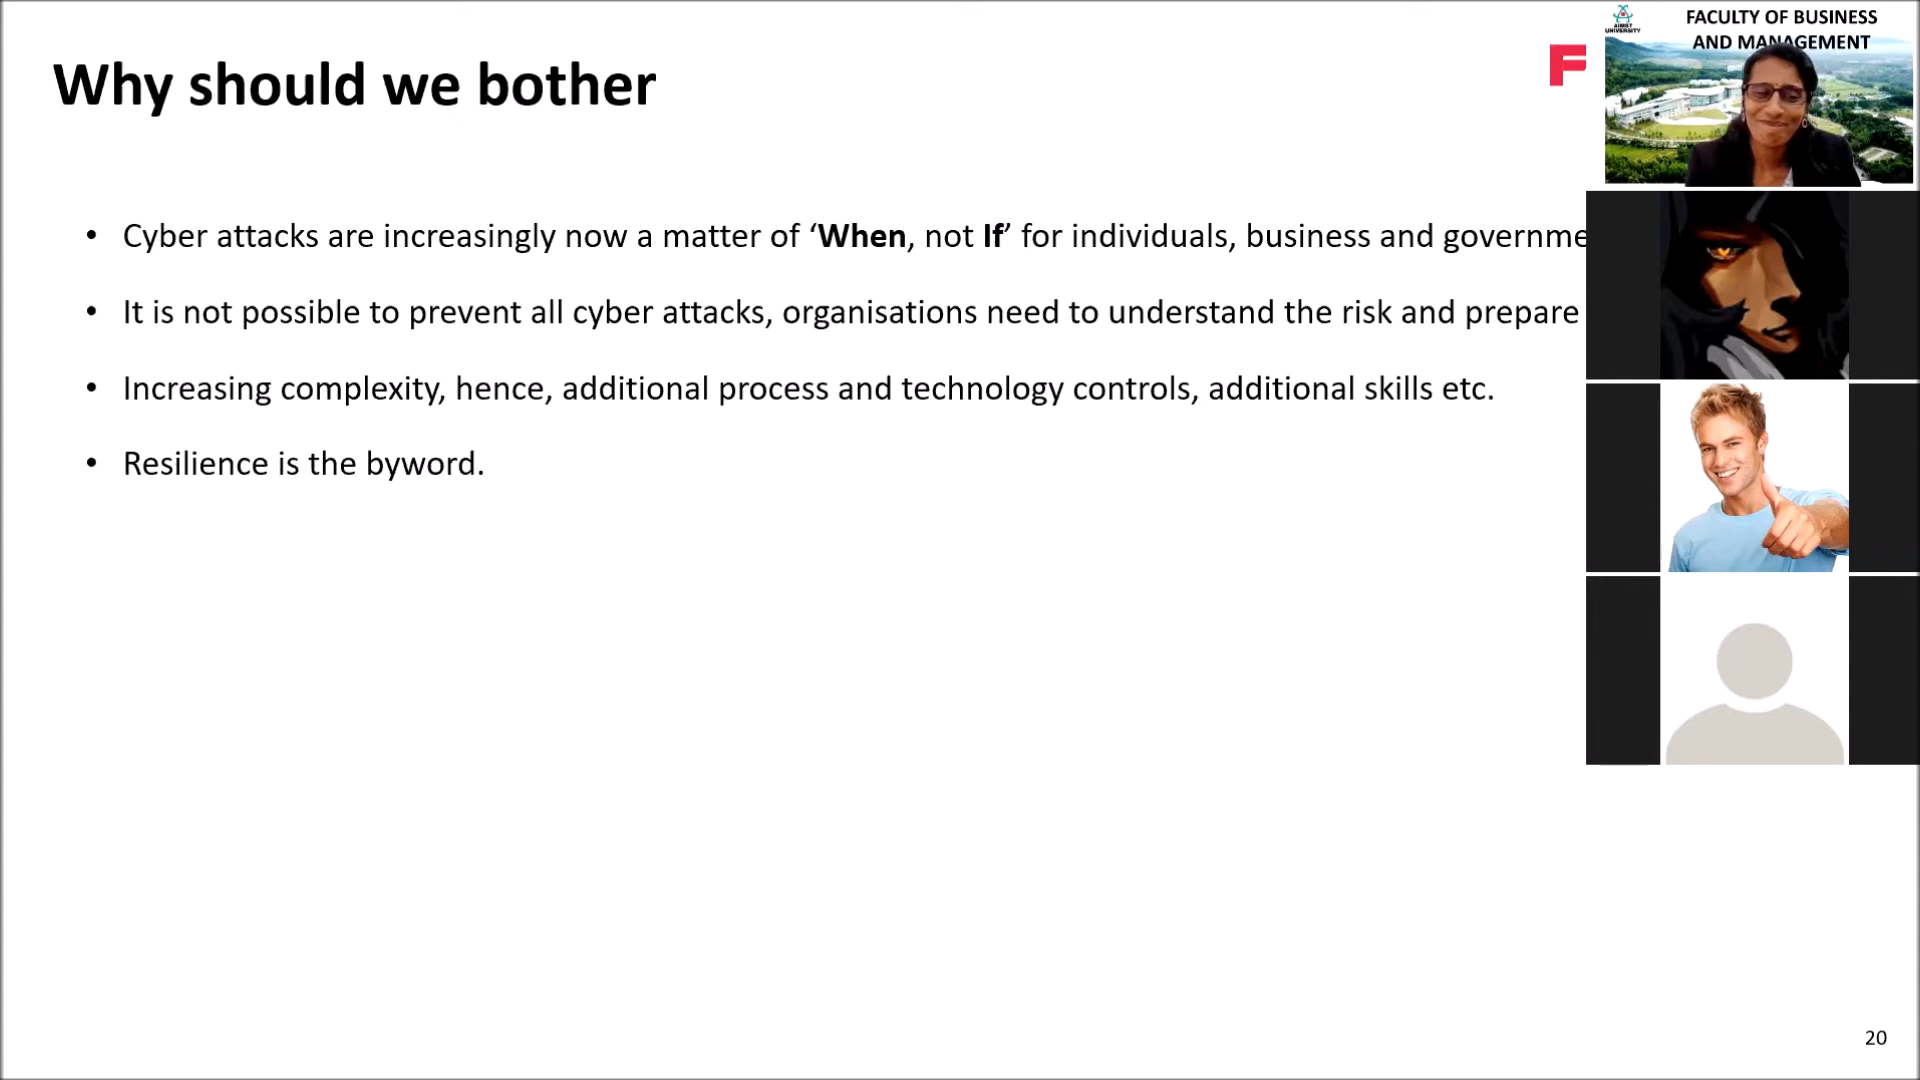 Why should we bother
F
AIMST
UNIVERSITY
FACULTY OF BUSINESS
AND MANAGEMENT
• Cyber attacks are increasingly now a matter of ‘When, not If’ for individuals, business and governme
• It is not possible to prevent all cyber attacks, organisations need to understand the risk and prepare
• Increasing complexity, hence, additional process and technology controls, additional skills etc.
• Resilience is the byword.
20